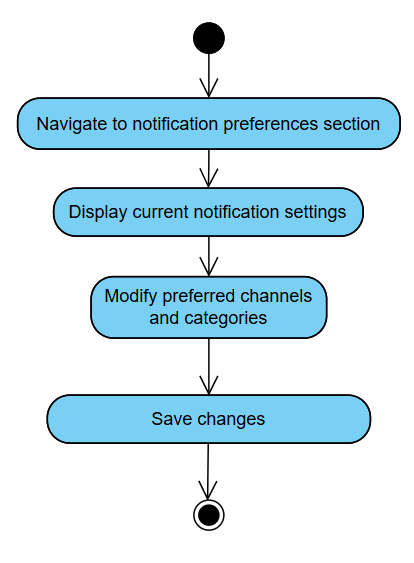 Navigate to notification preferences section
Display current notification settings
Modify preferred channels
and categories
Save changes